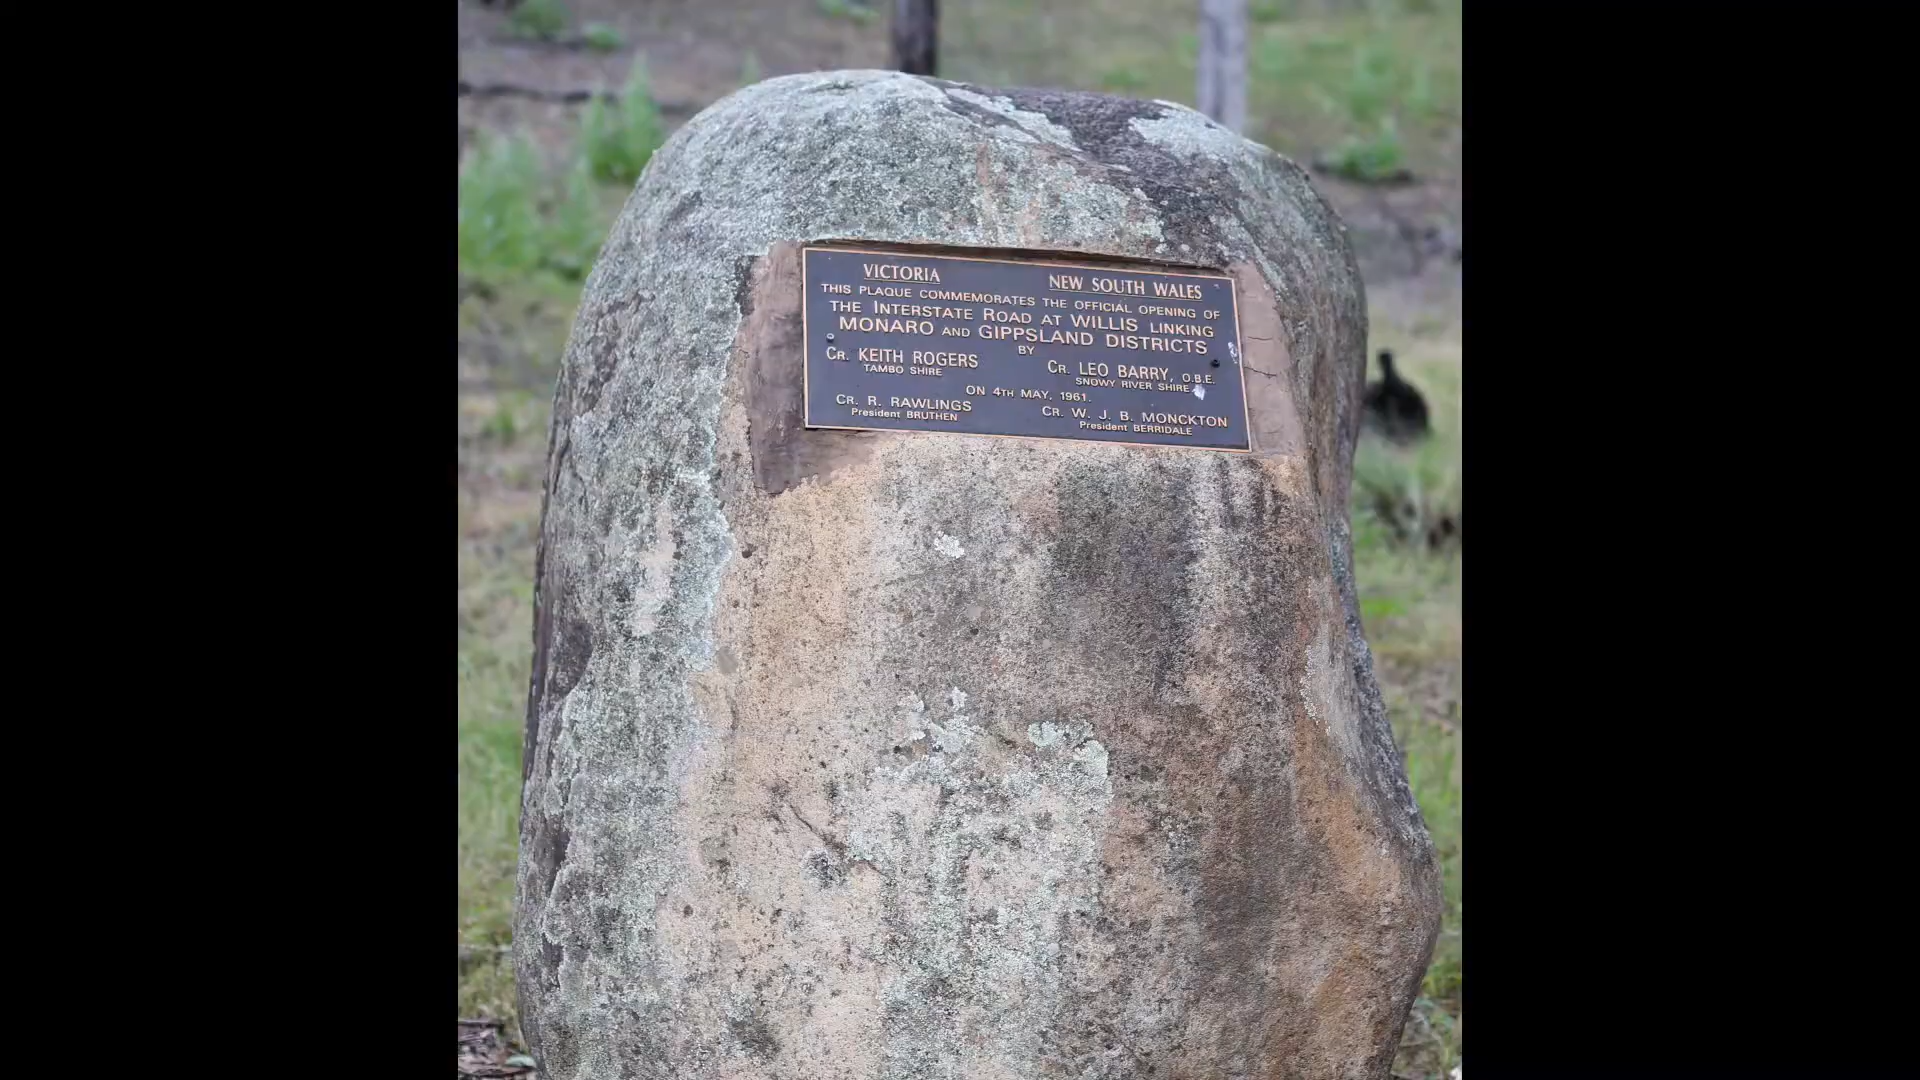 VICTORIA NEW SOUTH WALES
THIS PLAQUE COMMEMORATES THE OFFICIAL OPENING OF
THE INTERSTATE ROAD AT WILLIS LINKING
MONARO AND GIPPSLAND DISTRICTS
BY
CR. KEITH ROGERS CR. LEO BARRY, O.B.E.
TAMBO SHIRE SNOWY RIVER SHIRE
ON 4TH MAY, 1961.
CR. R. RAWLINGS CR. W. J. B. MONCKTON
President BRUTHEN President BERRIDALE